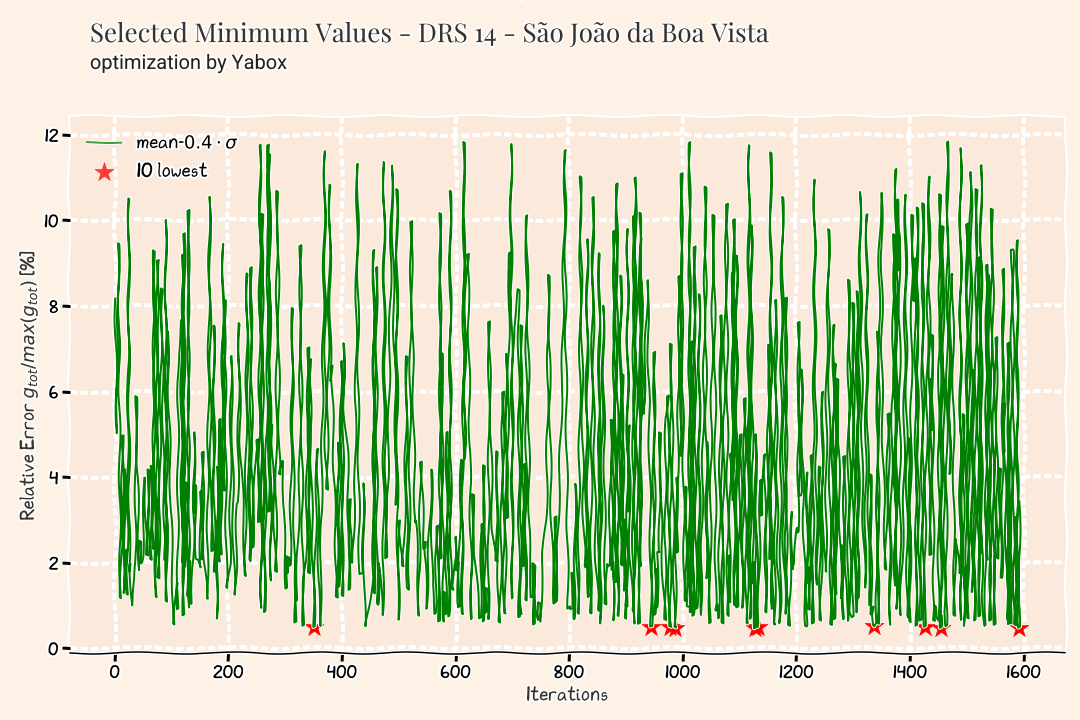 Selected Minimum Values - DRS 14 - São João da Boa Vista
optimization by Yabox
mean-0.4 · σ
10 lowest
Relative Error g_tot/max(g_tot) [%]
12
10
8
6
4
2
0
0 200 400 600 800 1000 1200 1400 1600
Iterations